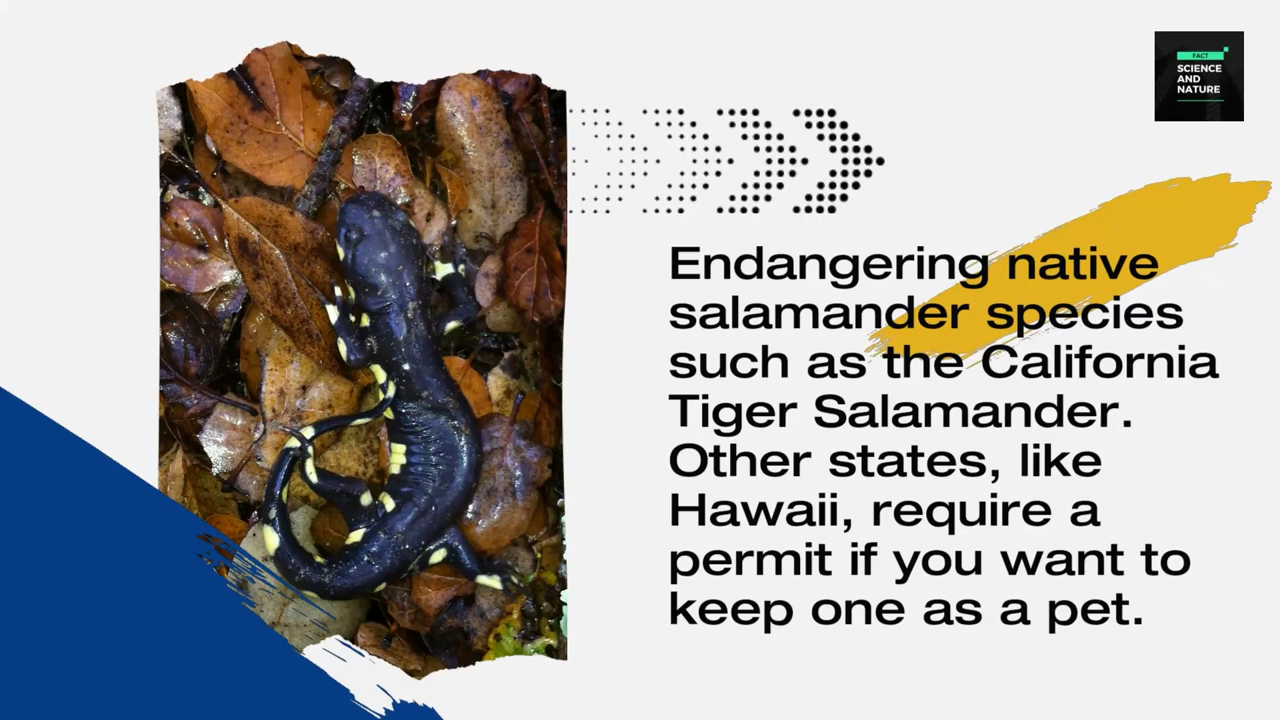 FACT
SCIENCE
AND
NATURE
Endangering native
salamander species
such as the California
Tiger Salamander.
Other states, like
Hawaii, require a
permit if you want to
keep one as a pet.